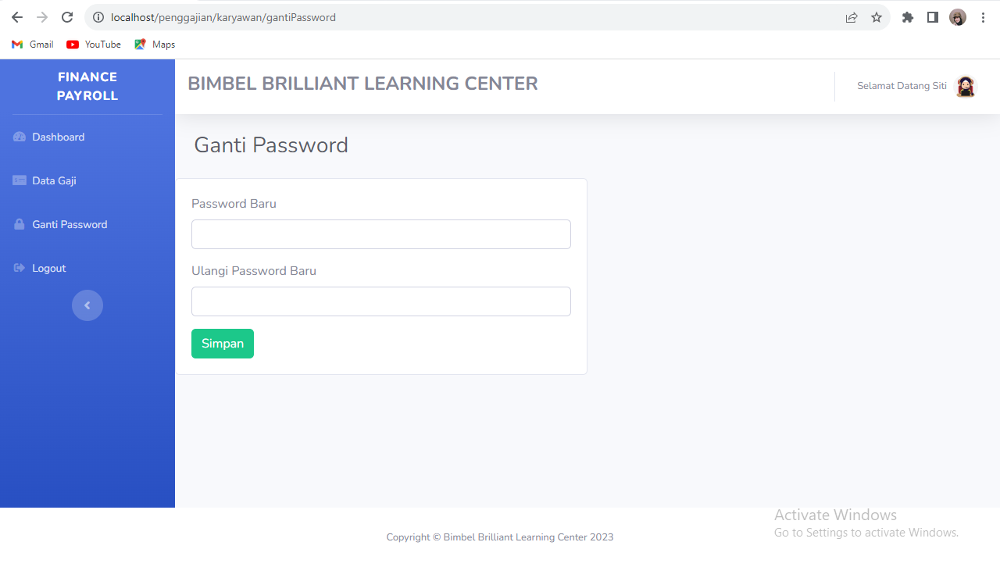 localhost/penggajian/karyawan/gantiPassword
Gmail YouTube Maps
FINANCE
PAYROLL
BIMBEL BRILLIANT LEARNING CENTER
Selamat Datang Siti
Dashboard
Data Gaji
Ganti Password
Logout
Ganti Password
Password Baru
Ulangi Password Baru
Simpan
Activate Windows
Go to Settings to activate Windows.
Copyright © Bimbel Brilliant Learning Center 2023